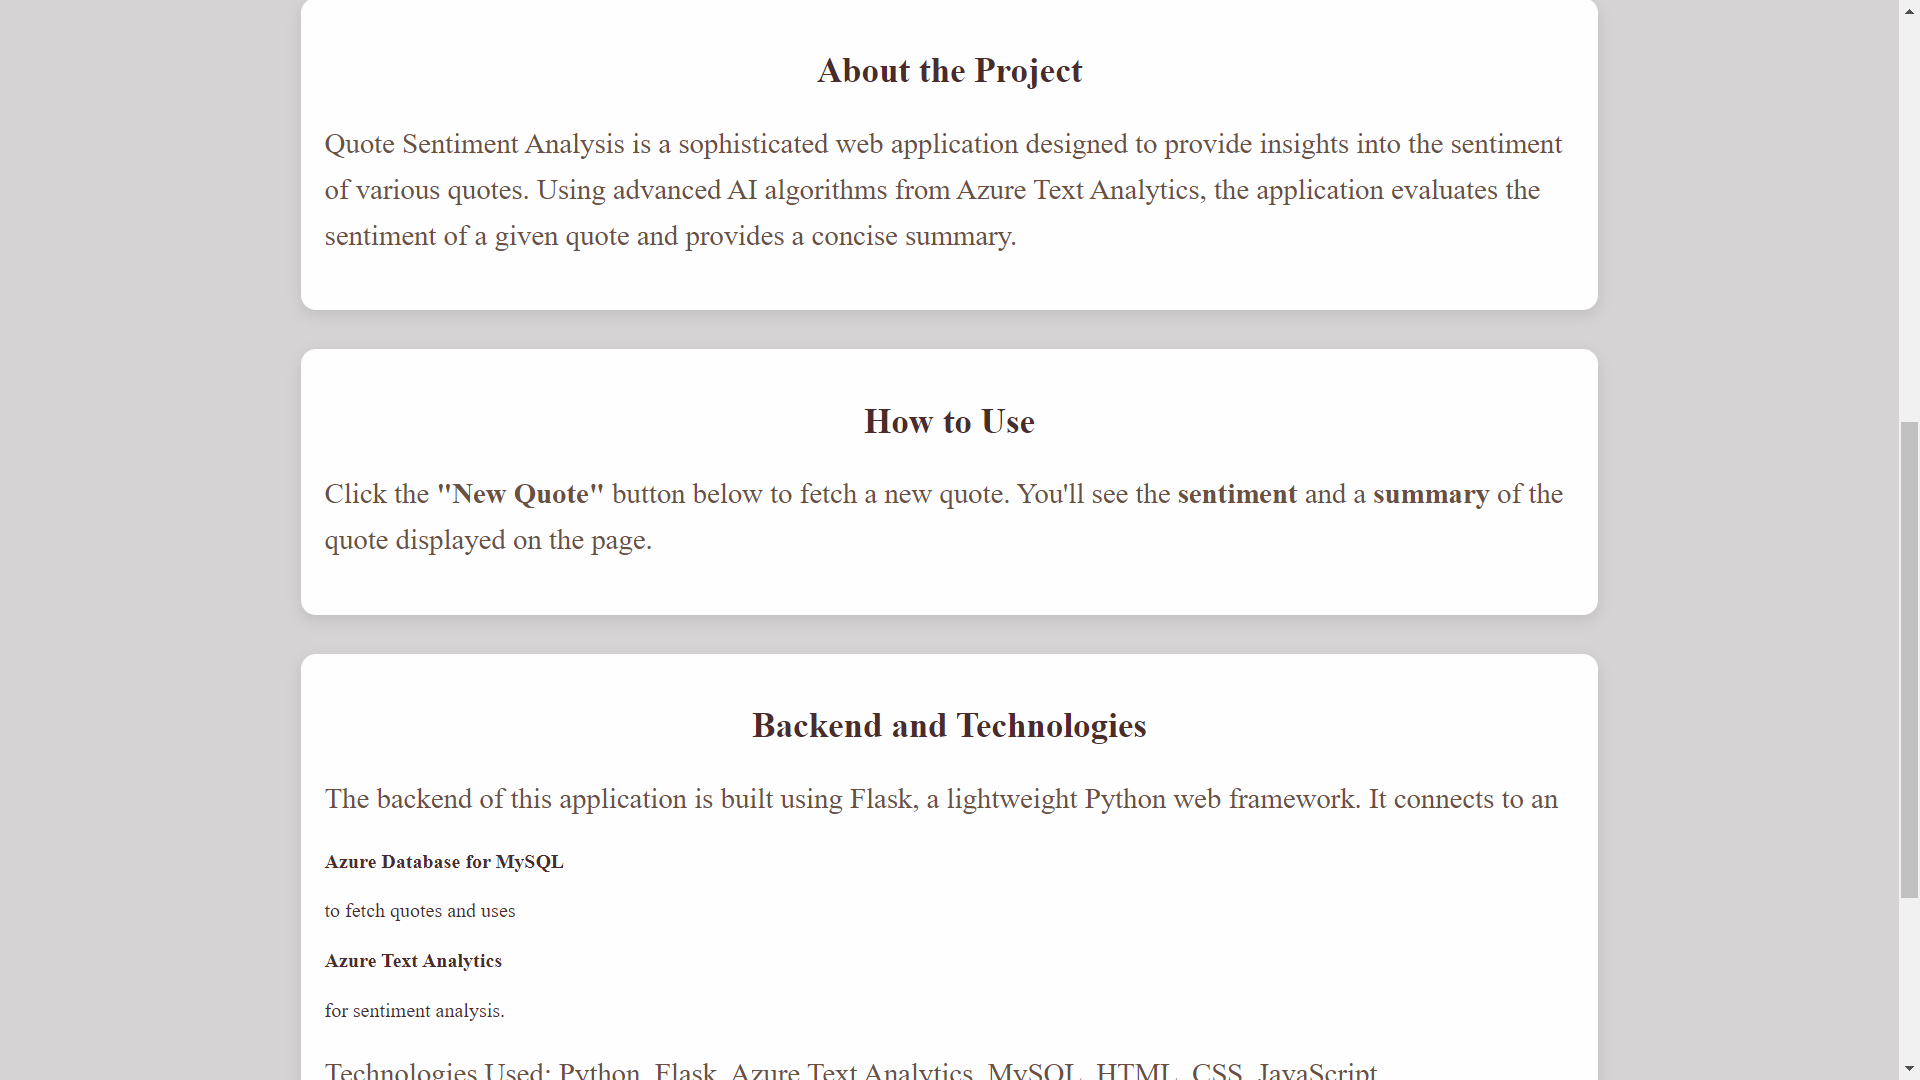 About the Project
Quote Sentiment Analysis is a sophisticated web application designed to provide insights into the sentiment
of various quotes. Using advanced AI algorithms from Azure Text Analytics, the application evaluates the
sentiment of a given quote and provides a concise summary.
How to Use
Click the "New Quote" button below to fetch a new quote. You'll see the sentiment and a summary of the
quote displayed on the page.
Backend and Technologies
The backend of this application is built using Flask, a lightweight Python web framework. It connects to an
Azure Database for MySQL
to fetch quotes and uses
Azure Text Analytics
for sentiment analysis.
Technologies Used: Python, Flask, Azure Text Analytics, MySQL, HTML, CSS, JavaScript